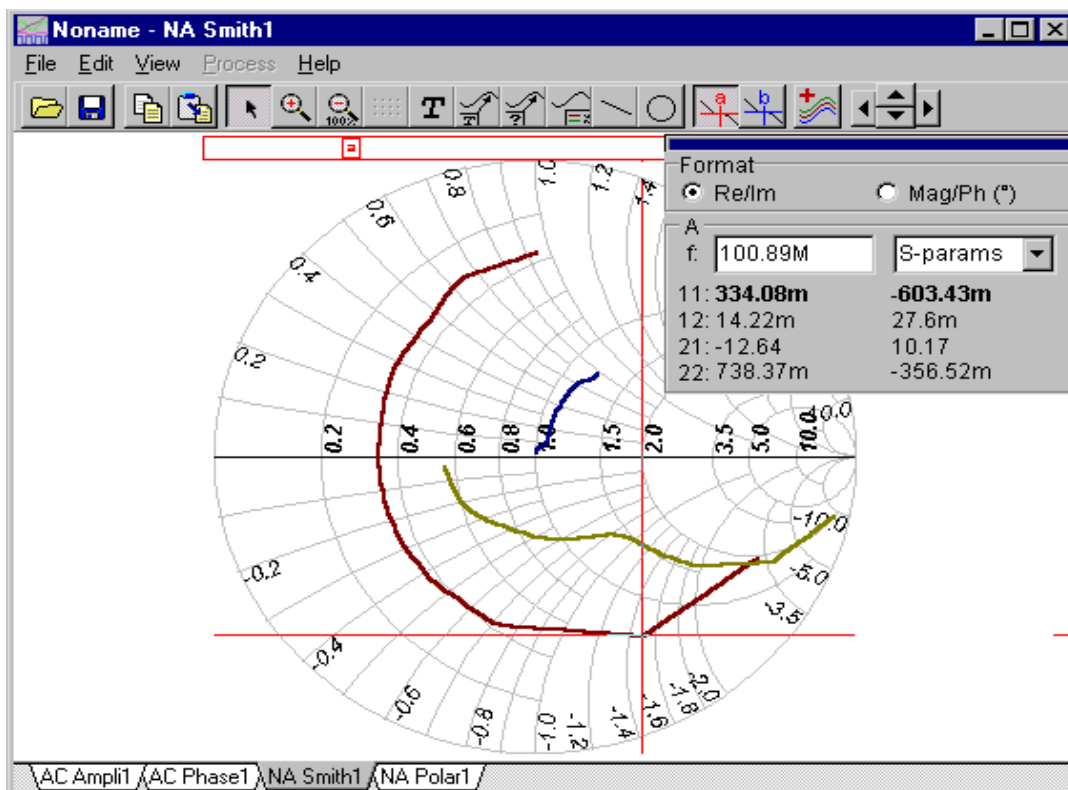 Noname - NA Smith1
File Edit View Process Help
100% T T ? =x a b
a
Format
Re/Im Mag/Ph (°)
A
f: 100.89M S-params
11: 334.08m -603.43m
12: 14.22m 27.6m
21: -12.64 10.17
22: 738.37m -356.52m
0.2
0.4
0.6
0.8
1.0
1.2
1.4
0.2 0.4 0.6 0.8 1.0 1.5 2.0 3.5 5.0 10.0
10.0
-10.0
-5.0
-3.5
-2.0
-1.8
-1.6
-1.4
-1.2
-1.0
-0.8
-0.6
-0.4
-0.2
AC Ampli1 AC Phase1 NA Smith1 NA Polar1